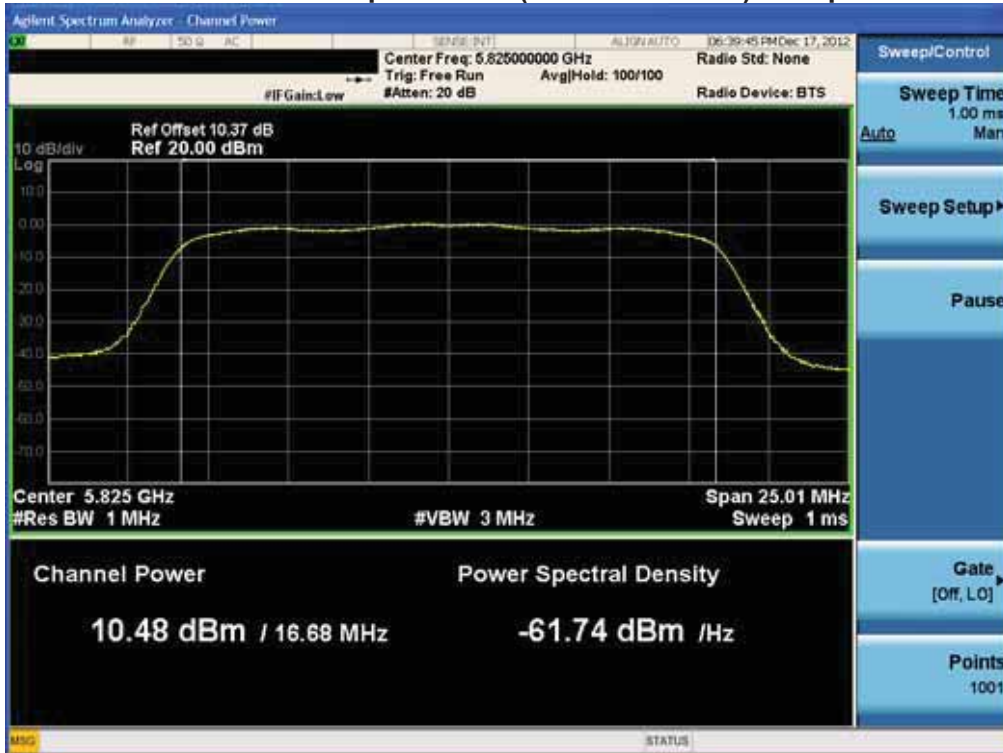 Agilent Spectrum Analyzer - Channel Power
RF 50 Ω AC SENSE:INT ALIGN AUTO 06:39:45 PM Dec 17, 2012
Center Freq: 5.825000000 GHz Radio Std: None
Trig: Free Run Avg|Hold: 100/100
#IFGain:Low #Atten: 20 dB Radio Device: BTS
Ref Offset 10.37 dB
10 dB/div Ref 20.00 dBm
Log
10.0
0.00
-10.0
-20.0
-30.0
-40.0
-50.0
-60.0
-70.0
Center 5.825 GHz Span 25.01 MHz
#Res BW 1 MHz #VBW 3 MHz Sweep 1 ms
Channel Power Power Spectral Density
10.48 dBm / 16.68 MHz -61.74 dBm /Hz
MSG STATUS
Sweep/Control
Sweep Time
1.00 ms
Auto Man
Sweep Setup
Pause
Gate
[Off, LO]
Points
1001